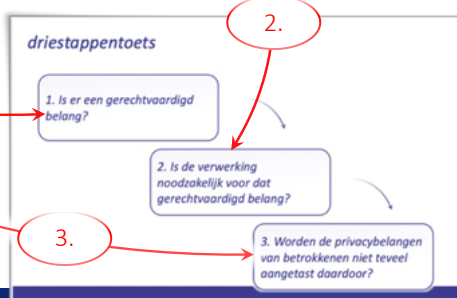 2.
driestappentoets
1. Is er een gerechtvaardigd
belang?
2. Is de verwerking
noodzakelijk voor dat
gerechtvaardigd belang?
3.
3. Worden de privacybelangen
van betrokkenen niet teveel
aangetast daardoor?